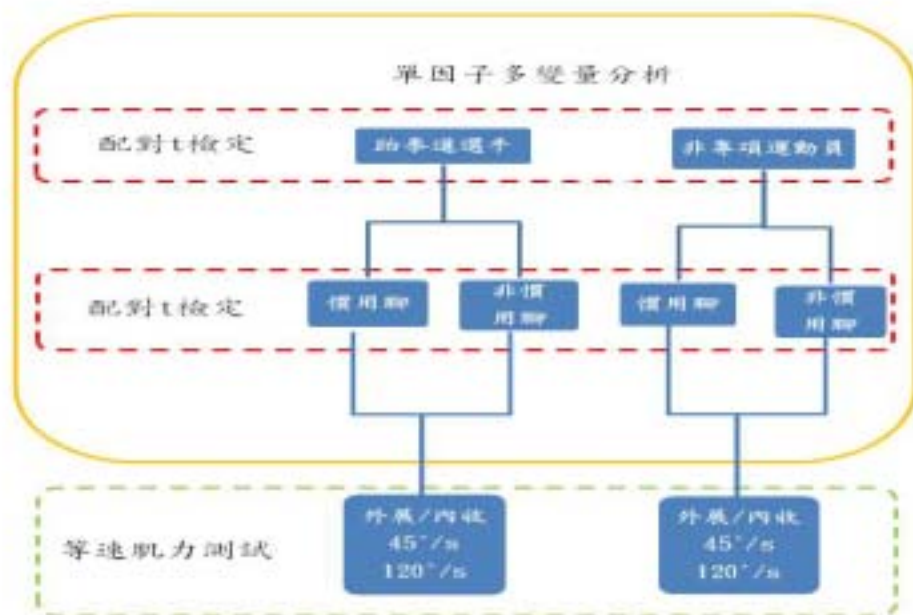 單因子多變量分析
配對t檢定
跆拳道選手
非專項運動員
配對t檢定
慣用腳
非慣
用腳
慣用腳
非慣
用腳
等速肌力測試
外展/內收
45°/s
120°/s
外展/內收
45°/s
120°/s